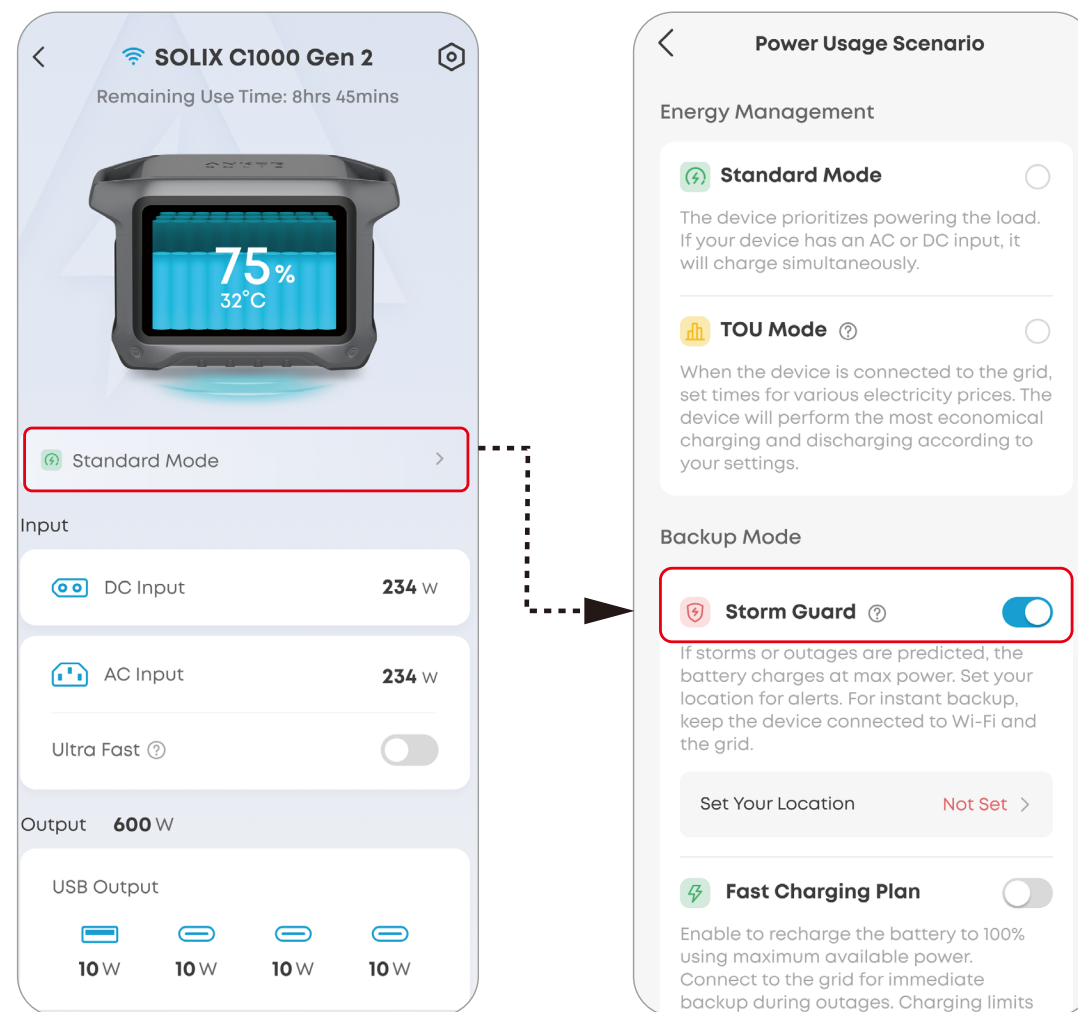 SOLIX C1000 Gen 2
Remaining Use Time: 8hrs 45mins
ANKER
SOLIX
75%
32°C
Standard Mode
Input
DC Input 234 W
AC Input 234 W
Ultra Fast ?
Output 600 W
USB Output
10 W 10 W 10 W 10 W
Power Usage Scenario
Energy Management
Standard Mode
The device prioritizes powering the load.
If your device has an AC or DC input, it
will charge simultaneously.
TOU Mode ?
When the device is connected to the grid,
set times for various electricity prices. The
device will perform the most economical
charging and discharging according to
your settings.
Backup Mode
Storm Guard ?
If storms or outages are predicted, the
battery charges at max power. Set your
location for alerts. For instant backup,
keep the device connected to Wi-Fi and
the grid.
Set Your Location Not Set
Fast Charging Plan
Enable to recharge the battery to 100%
using maximum available power.
Connect to the grid for immediate
backup during outages. Charging limits